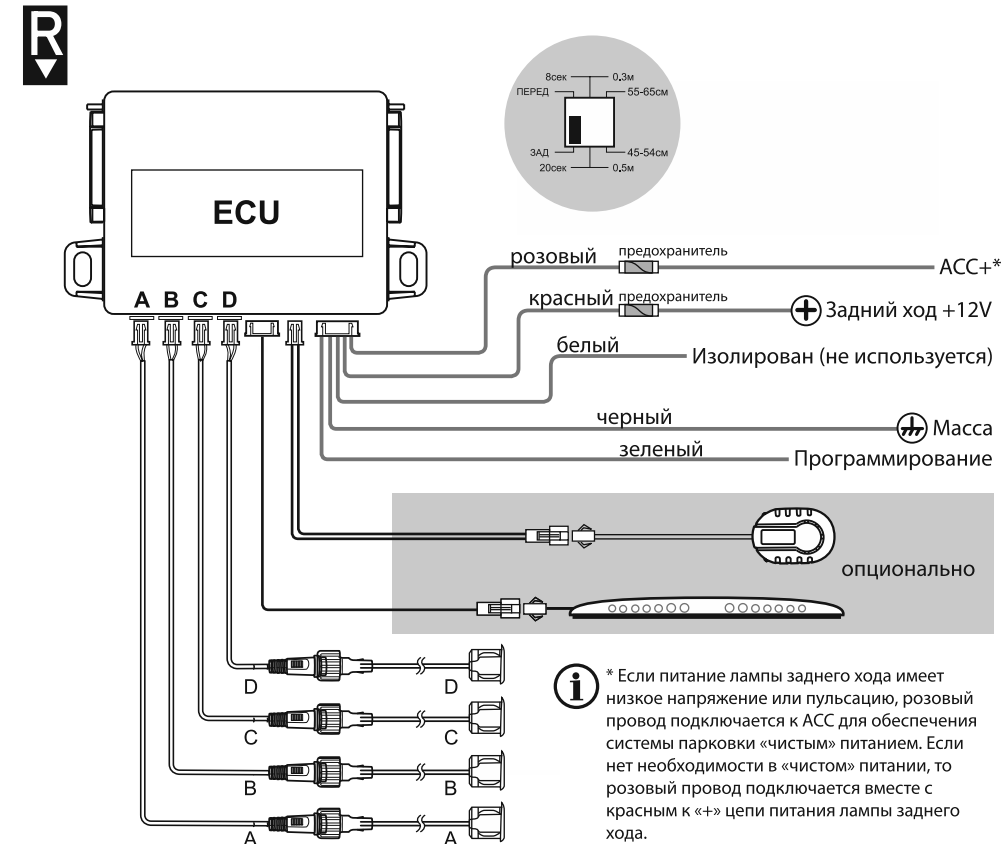 R
8сек 0.3м
ПЕРЕД 55-65см
ЗАД 45-54см
20сек 0.5м
ECU
A B C D
розовый предохранитель ACC+*
красный предохранитель Задний ход +12V
белый Изолирован (не используется)
черный Масса
зеленый Программирование
опционально
D D
C C
B B
A A
* Если питание лампы заднего хода имеет
низкое напряжение или пульсацию, розовый
провод подключается к АСС для обеспечения
системы парковки «чистым» питанием. Если
нет необходимости в «чистом» питании, то
розовый провод подключается вместе с
красным к «+» цепи питания лампы заднего
хода.